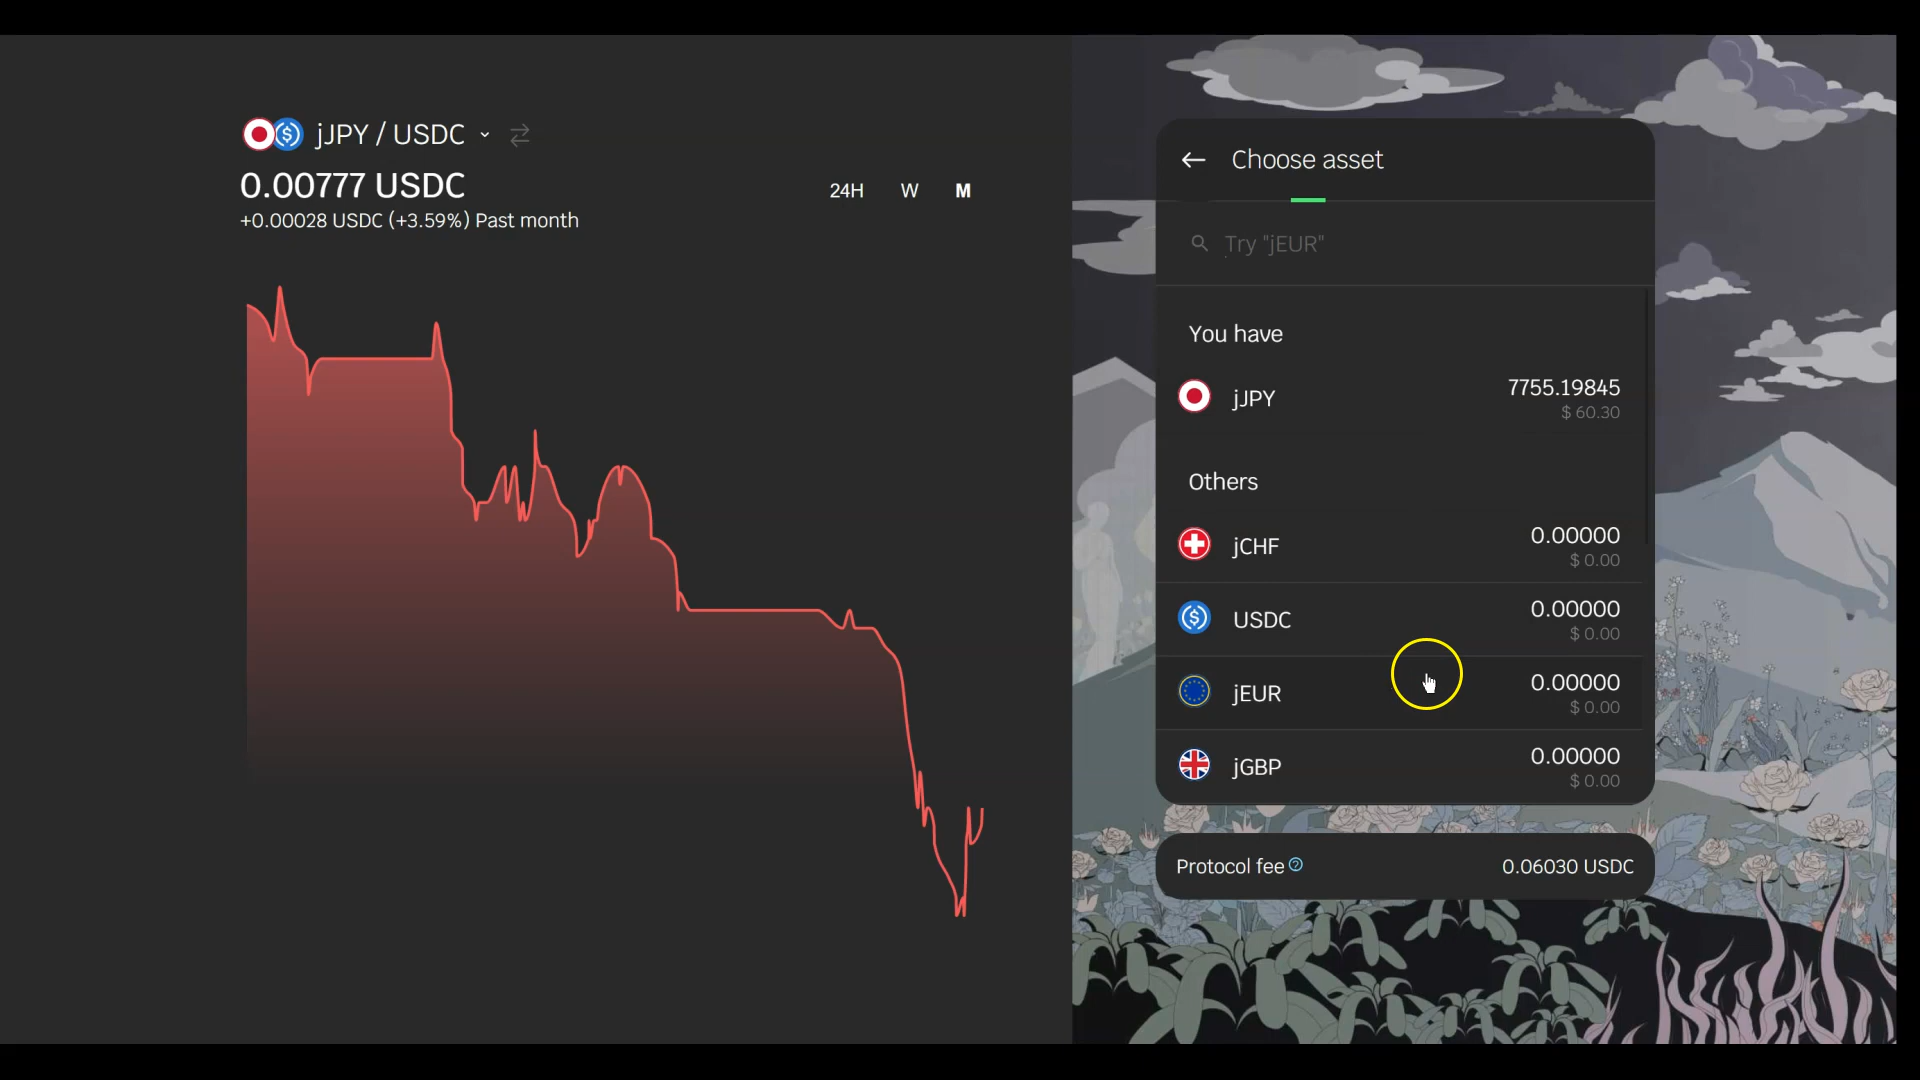 jJPY / USDC
0.00777 USDC
+0.00028 USDC (+3.59%) Past month
24H W M
Choose asset
Try "jEUR"
You have
jJPY 7755.19845
$ 60.30
Others
jCHF 0.00000
$ 0.00
USDC 0.00000
$ 0.00
jEUR 0.00000
$ 0.00
jGBP 0.00000
$ 0.00
Protocol fee ? 0.06030 USDC